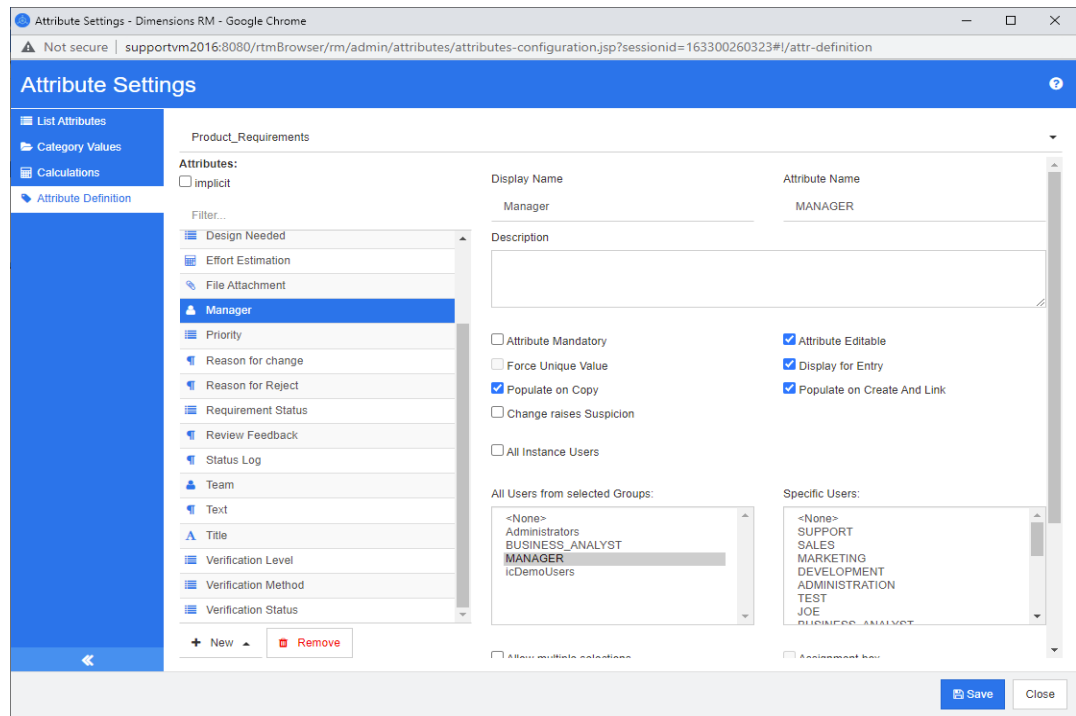 Attribute Settings - Dimensions RM - Google Chrome
Not secure | supportvm2016:8080/rtmBrowser/rm/admin/attributes/attributes-configuration.jsp?sessionid=163300260323#!/attr-definition
Attribute Settings
List Attributes
Category Values
Calculations
Attribute Definition
Product_Requirements
Attributes:
implicit
Filter...
Design Needed
Effort Estimation
File Attachment
Manager
Priority
Reason for change
Reason for Reject
Requirement Status
Review Feedback
Status Log
Team
Text
Title
Verification Level
Verification Method
Verification Status
New
Remove
Display Name
Attribute Name
Manager
MANAGER
Description
Attribute Mandatory
Attribute Editable
Force Unique Value
Display for Entry
Populate on Copy
Populate on Create And Link
Change raises Suspicion
All Instance Users
All Users from selected Groups:
<None>
Administrators
BUSINESS_ANALYST
MANAGER
icDemoUsers
Specific Users:
<None>
SUPPORT
SALES
MARKETING
DEVELOPMENT
ADMINISTRATION
TEST
JOE
BUSINESS_ANALYST
Allow multiple selections
Assignment box
Save
Close